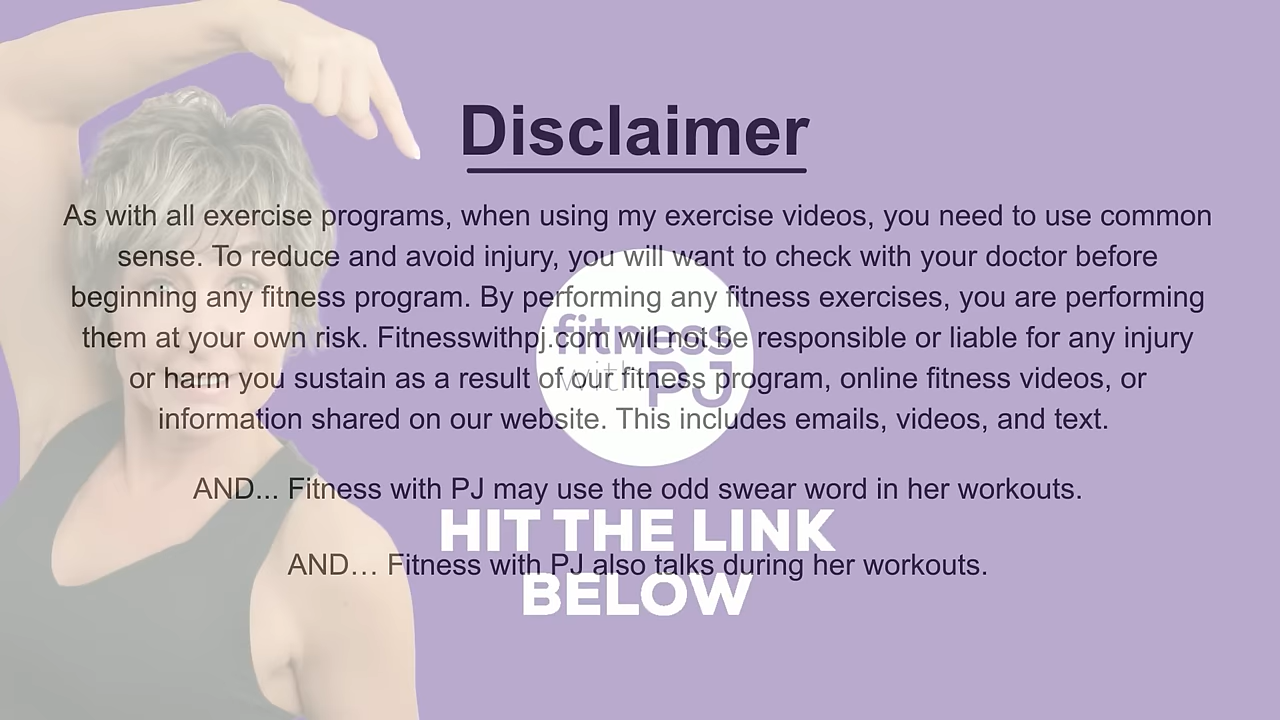 Disclaimer
As with all exercise programs, when using my exercise videos, you need to use common
sense. To reduce and avoid injury, you will want to check with your doctor before
beginning any fitness program. By performing any fitness exercises, you are performing
them at your own risk. Fitnesswithpj.com will not be responsible or liable for any injury
or harm you sustain as a result of our fitness program, online fitness videos, or
information shared on our website. This includes emails, videos, and text.
fitness
with PJ
AND... Fitness with PJ may use the odd swear word in her workouts.
HIT THE LINK
AND... Fitness with PJ also talks during her workouts.
BELOW